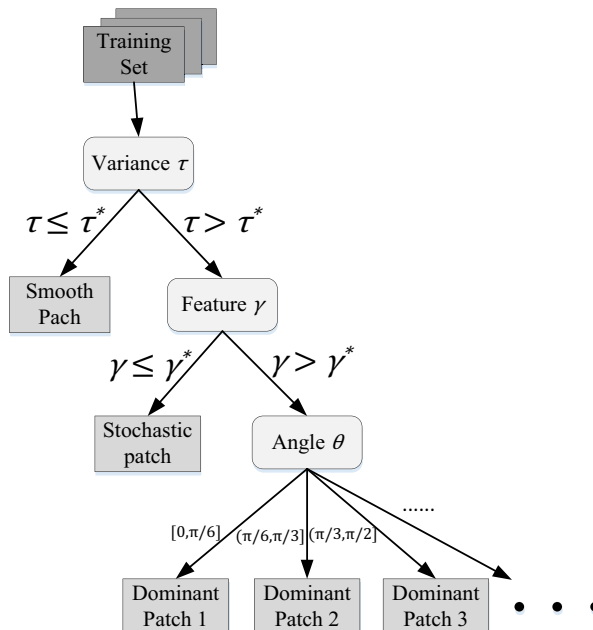 Training
Set
Variance τ
τ ≤ τ*
τ > τ*
Smooth
Pach
Feature γ
γ ≤ γ*
γ > γ*
Stochastic
patch
Angle θ
......
[0,π/6]
(π/6,π/3]
(π/3,π/2]
Dominant
Patch 1
Dominant
Patch 2
Dominant
Patch 3
• • •